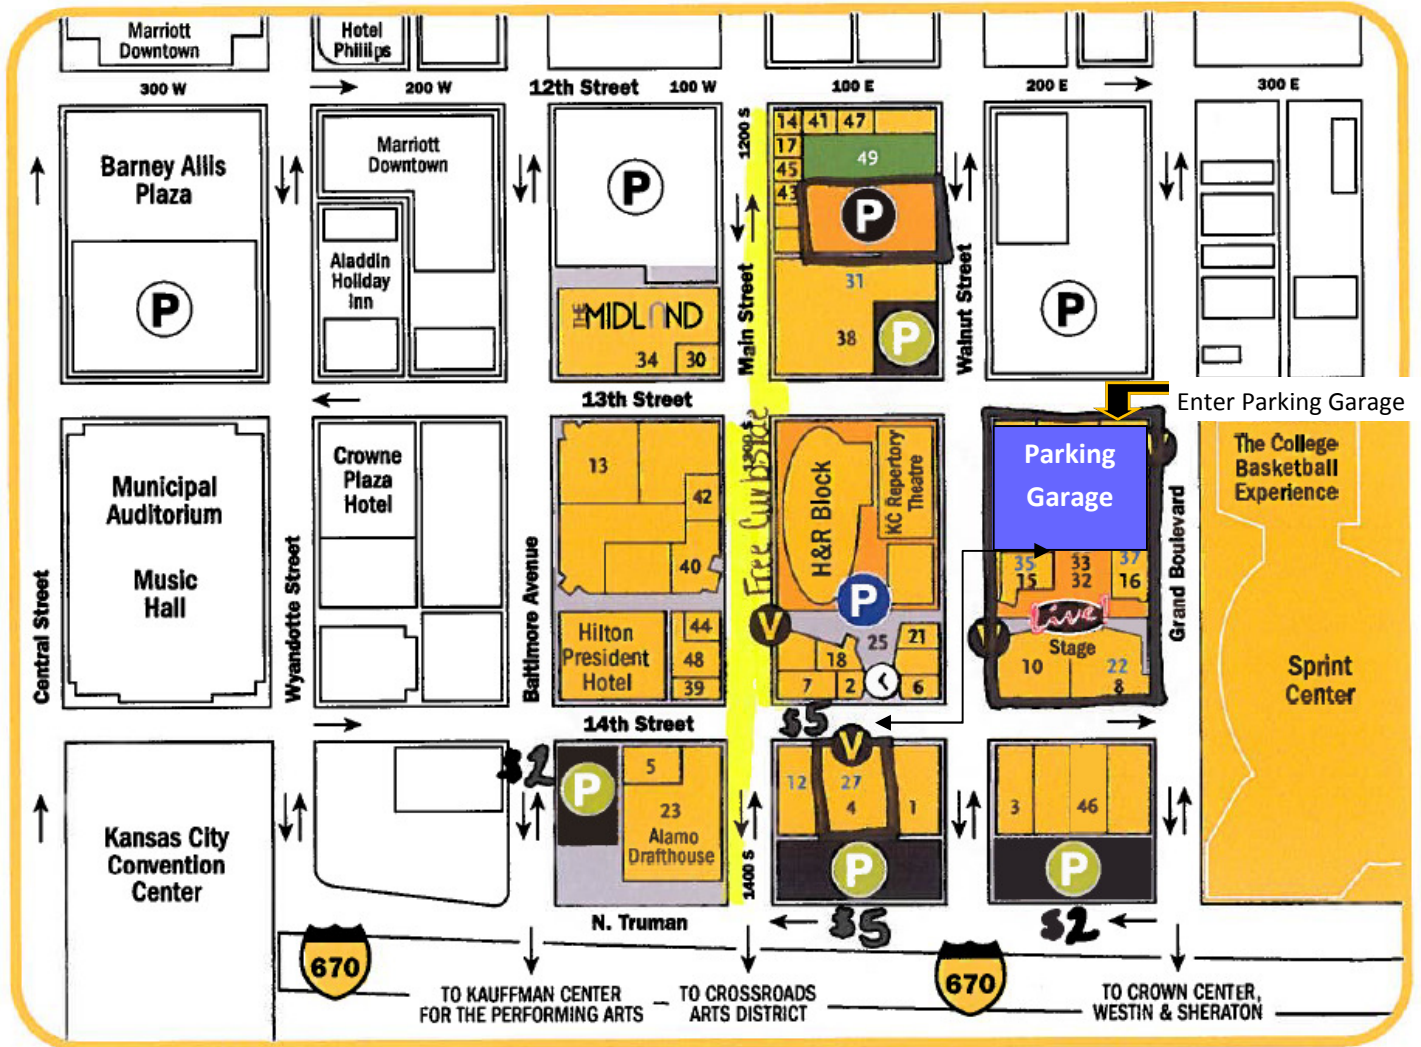 Marriott
Downtown
Hotel
Phillips
300 W
200 W
12th Street
100 W
100 E
200 E
300 E
Barney Allis
Plaza
P
Marriott
Downtown
Aladdin
Holiday
Inn
P
THE MIDLAND
34
30
1200 S
Main Street
14
41
47
17
45
43
49
P
31
38
P
Walnut Street
P
13th Street
Enter Parking Garage
Municipal
Auditorium
Music
Hall
Central Street
Wyandotte Street
Crowne
Plaza
Hotel
Baltimore Avenue
13
42
40
Hilton
President
Hotel
44
48
39
1300 S
Free Curbside
V
H&R Block
KC Repertory
Theatre
P
25
21
18
7
2
6
Parking
Garage
V
35
15
33
32
37
16
Live!
Stage
V
10
22
8
Grand Boulevard
The College
Basketball
Experience
Sprint
Center
14th Street
$5
$2
P
5
23
Alamo
Drafthouse
1400 S
V
12
27
4
1
P
3
46
P
Kansas City
Convention
Center
N. Truman
$5
$2
670
670
TO KAUFFMAN CENTER
FOR THE PERFORMING ARTS
TO CROSSROADS
ARTS DISTRICT
TO CROWN CENTER,
WESTIN & SHERATON